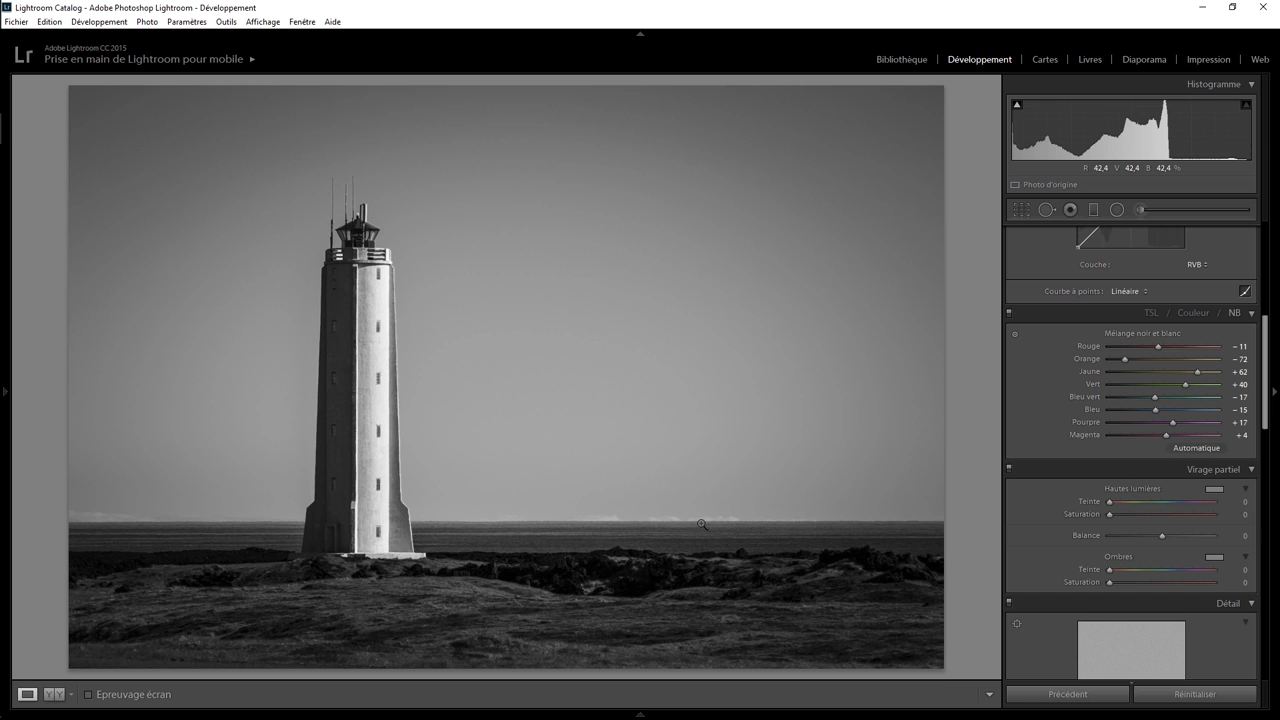 Lightroom Catalog - Adobe Photoshop Lightroom - Développement
Fichier Edition Développement Photo Paramètres Outils Affichage Fenêtre Aide
Lr
Adobe Lightroom CC 2015
Prise en main de Lightroom pour mobile
Bibliothèque | Développement | Cartes | Livres | Diaporama | Impression | Web
Histogramme
R 42,4 V 42,4 B 42,4 %
Photo d'origine
Couche : RVB
Courbe à points : Linéaire
TSL / Couleur / NB
Mélange noir et blanc
Rouge - 11
Orange - 72
Jaune + 62
Vert + 40
Bleu vert - 17
Bleu - 15
Pourpre + 17
Magenta + 4
Automatique
Virage partiel
Hautes lumières
Teinte 0
Saturation 0
Balance 0
Ombres
Teinte 0
Saturation 0
Détail
Y Y Epreuvage écran
Précédent Réinitialiser